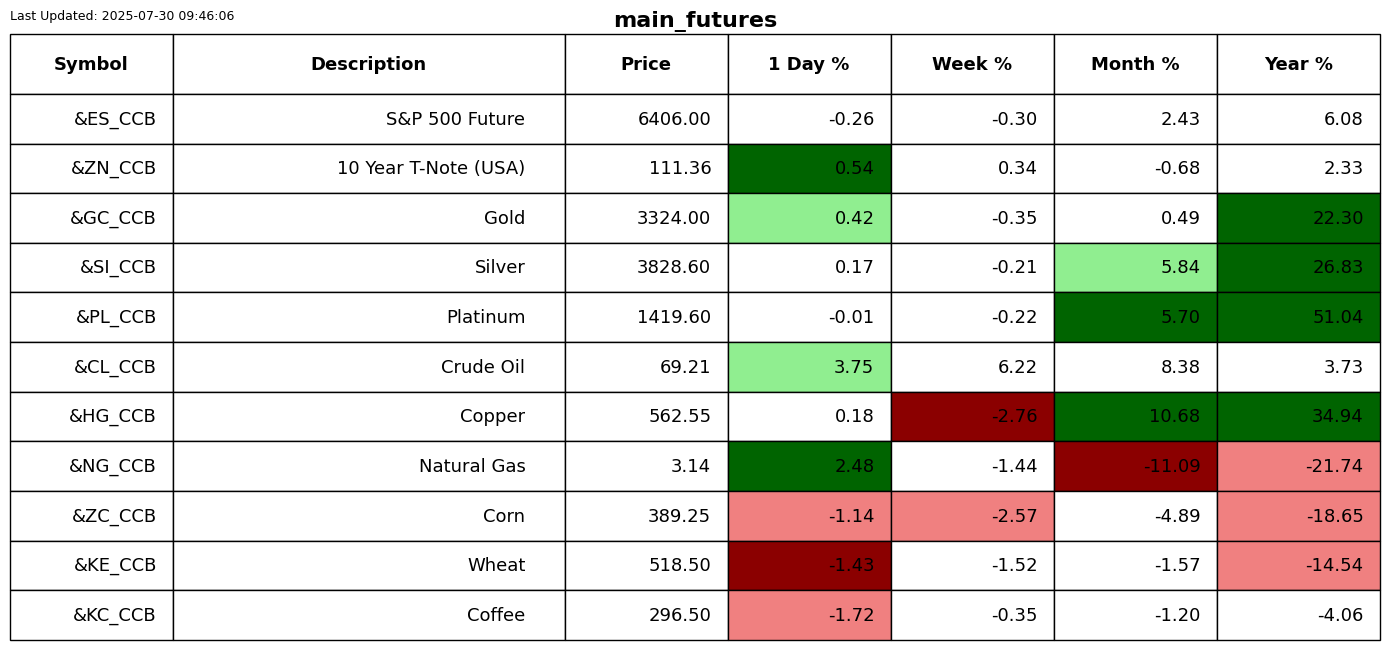 Last Updated: 2025-07-30 09:46:06
main_futures
Symbol Description Price 1 Day % Week % Month % Year %
&ES_CCB S&P 500 Future 6406.00 -0.26 -0.30 2.43 6.08
&ZN_CCB 10 Year T-Note (USA) 111.36 0.54 0.34 -0.68 2.33
&GC_CCB Gold 3324.00 0.42 -0.35 0.49 22.30
&SI_CCB Silver 3828.60 0.17 -0.21 5.84 26.83
&PL_CCB Platinum 1419.60 -0.01 -0.22 5.70 51.04
&CL_CCB Crude Oil 69.21 3.75 6.22 8.38 3.73
&HG_CCB Copper 562.55 0.18 -2.76 10.68 34.94
&NG_CCB Natural Gas 3.14 2.48 -1.44 -11.09 -21.74
&ZC_CCB Corn 389.25 -1.14 -2.57 -4.89 -18.65
&KE_CCB Wheat 518.50 -1.43 -1.52 -1.57 -14.54
&KC_CCB Coffee 296.50 -1.72 -0.35 -1.20 -4.06